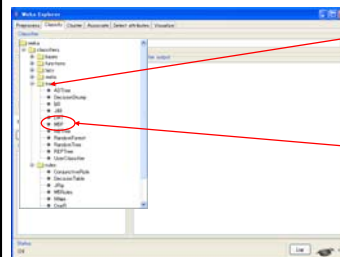 Weka Explorer
Preprocess Classify Cluster Associate Select attributes Visualize
Classifier
weka
classifiers
bayes
functions
lazy
meta
trees
ADTree
DecisionStump
Id3
J48
LMT
M5P
RandomForest
RandomTree
REPTree
UserClassifier
rules
ConjunctiveRule
DecisionTable
JRip
M5Rules
NNge
OneR
Status
OK
Log